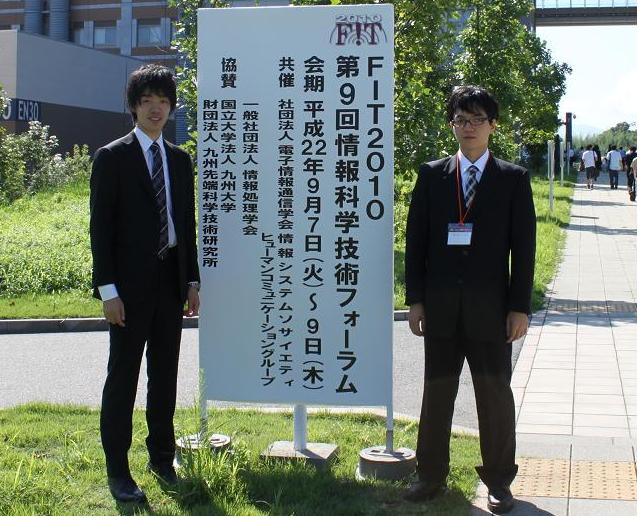 2010
FIT
FIT2010
第9回情報科学技術フォーラム
会期 平成22年9月7日(火)~9日(木)
共催 社団法人 電子情報通信学会 情報システムソサイエティ
ヒューマンコミュニケーショングループ
一般社団法人 情報処理学会
協賛 国立大学法人 九州大学
財団法人 九州先端科学技術研究所
EN30